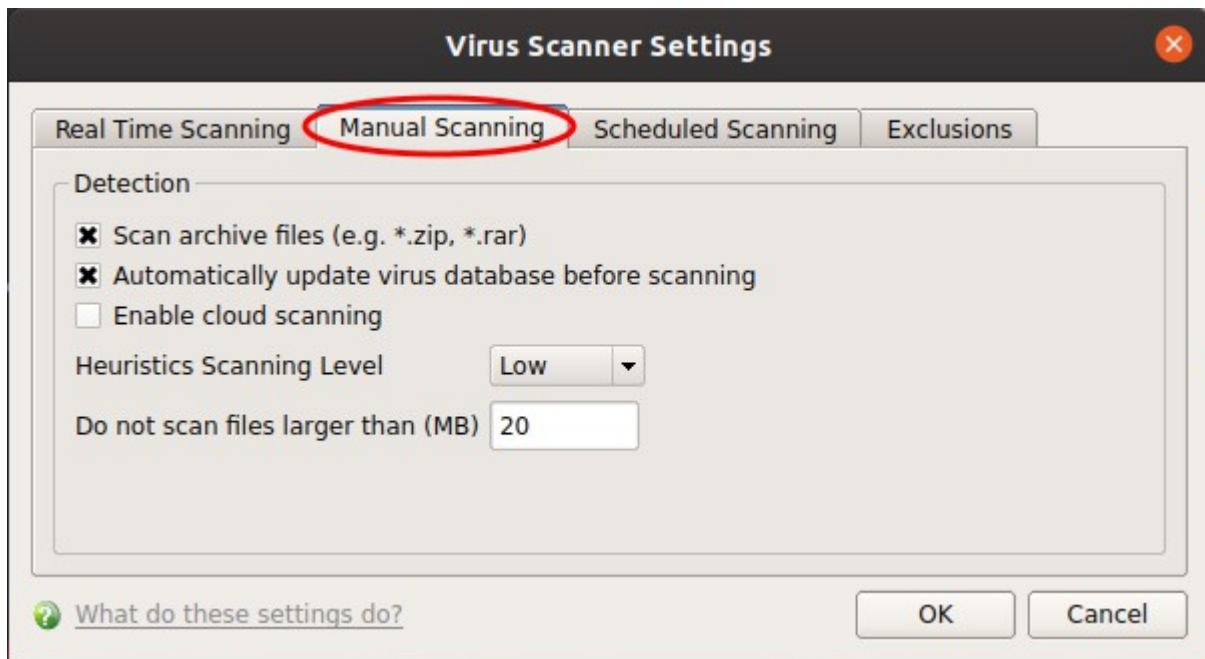 Virus Scanner Settings
Real Time Scanning Manual Scanning Scheduled Scanning Exclusions
Detection
Scan archive files (e.g. *.zip, *.rar)
Automatically update virus database before scanning
Enable cloud scanning
Heuristics Scanning Level Low
Do not scan files larger than (MB) 20
What do these settings do? OK Cancel